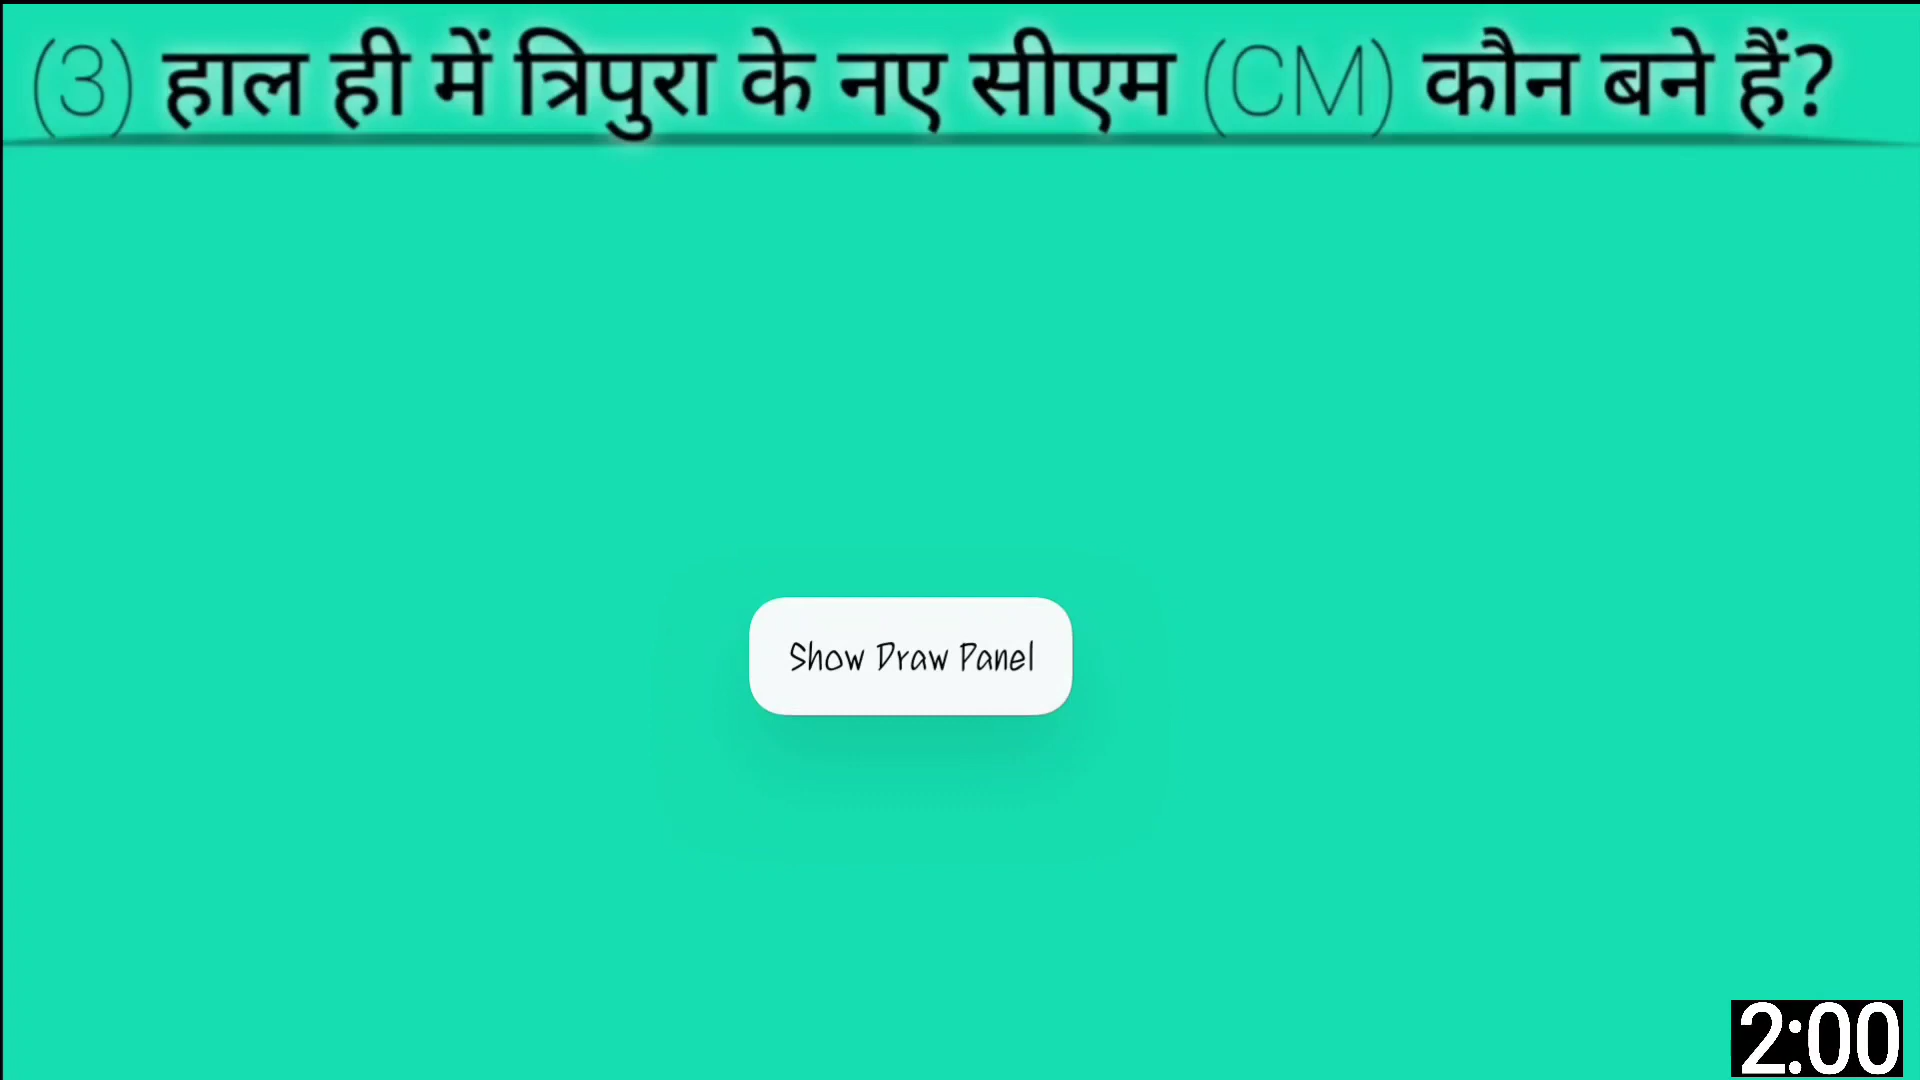 (3) हाल ही में त्रिपुरा के नए सीएम (CM) कौन बने हैं?
Show Draw Panel
2:00